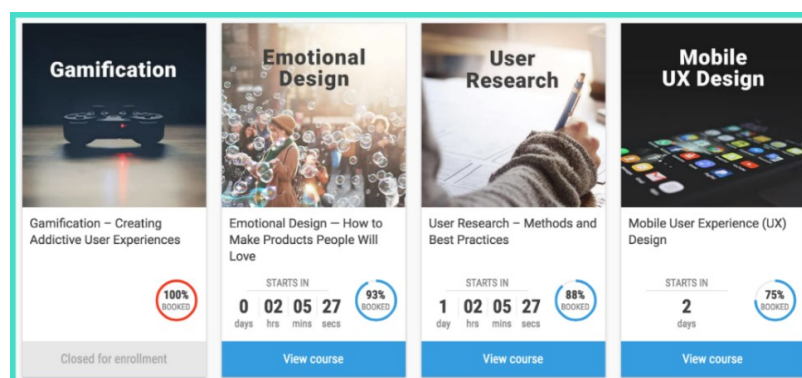 Gamification
Gamification – Creating
Addictive User Experiences
100%
BOOKED
Closed for enrollment
Emotional
Design
Emotional Design — How to
Make Products People Will
Love
STARTS IN
0 02 05 27
days hrs mins secs
93%
BOOKED
View course
User
Research
User Research – Methods and
Best Practices
STARTS IN
1 02 05 27
day hrs mins secs
88%
BOOKED
View course
Mobile
UX Design
Mobile User Experience (UX)
Design
STARTS IN
2
days
75%
BOOKED
View course